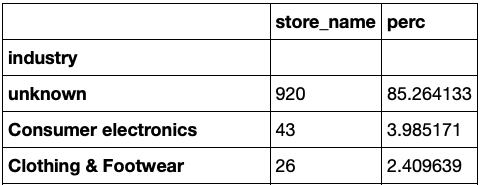 store_name perc
industry
unknown 920 85.264133
Consumer electronics 43 3.985171
Clothing & Footwear 26 2.409639